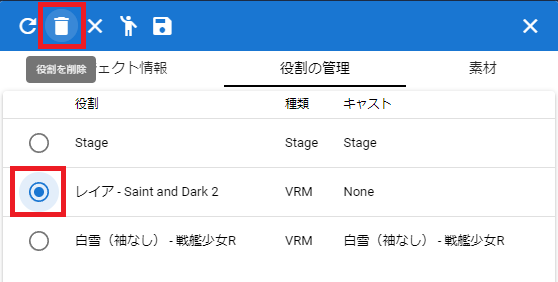 役割を削除
ェクト情報 役割の管理 素材
役割 種類 キャスト
Stage Stage Stage
レイア - Saint and Dark 2 VRM None
白雪（袖なし） - 戦艦少女R VRM 白雪（袖なし） - 戦艦少女R